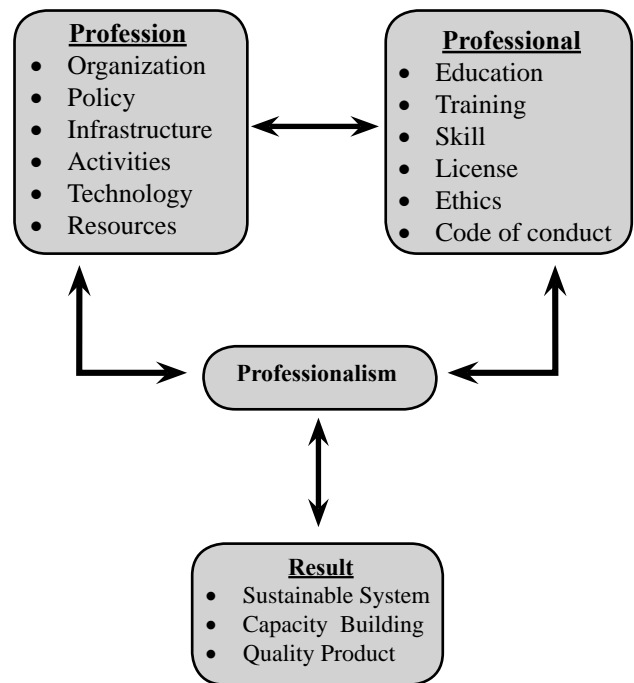 Profession
• Organization
• Policy
• Infrastructure
• Activities
• Technology
• Resources
Professional
• Education
• Training
• Skill
• License
• Ethics
• Code of conduct
Professionalism
Result
• Sustainable System
• Capacity Building
• Quality Product